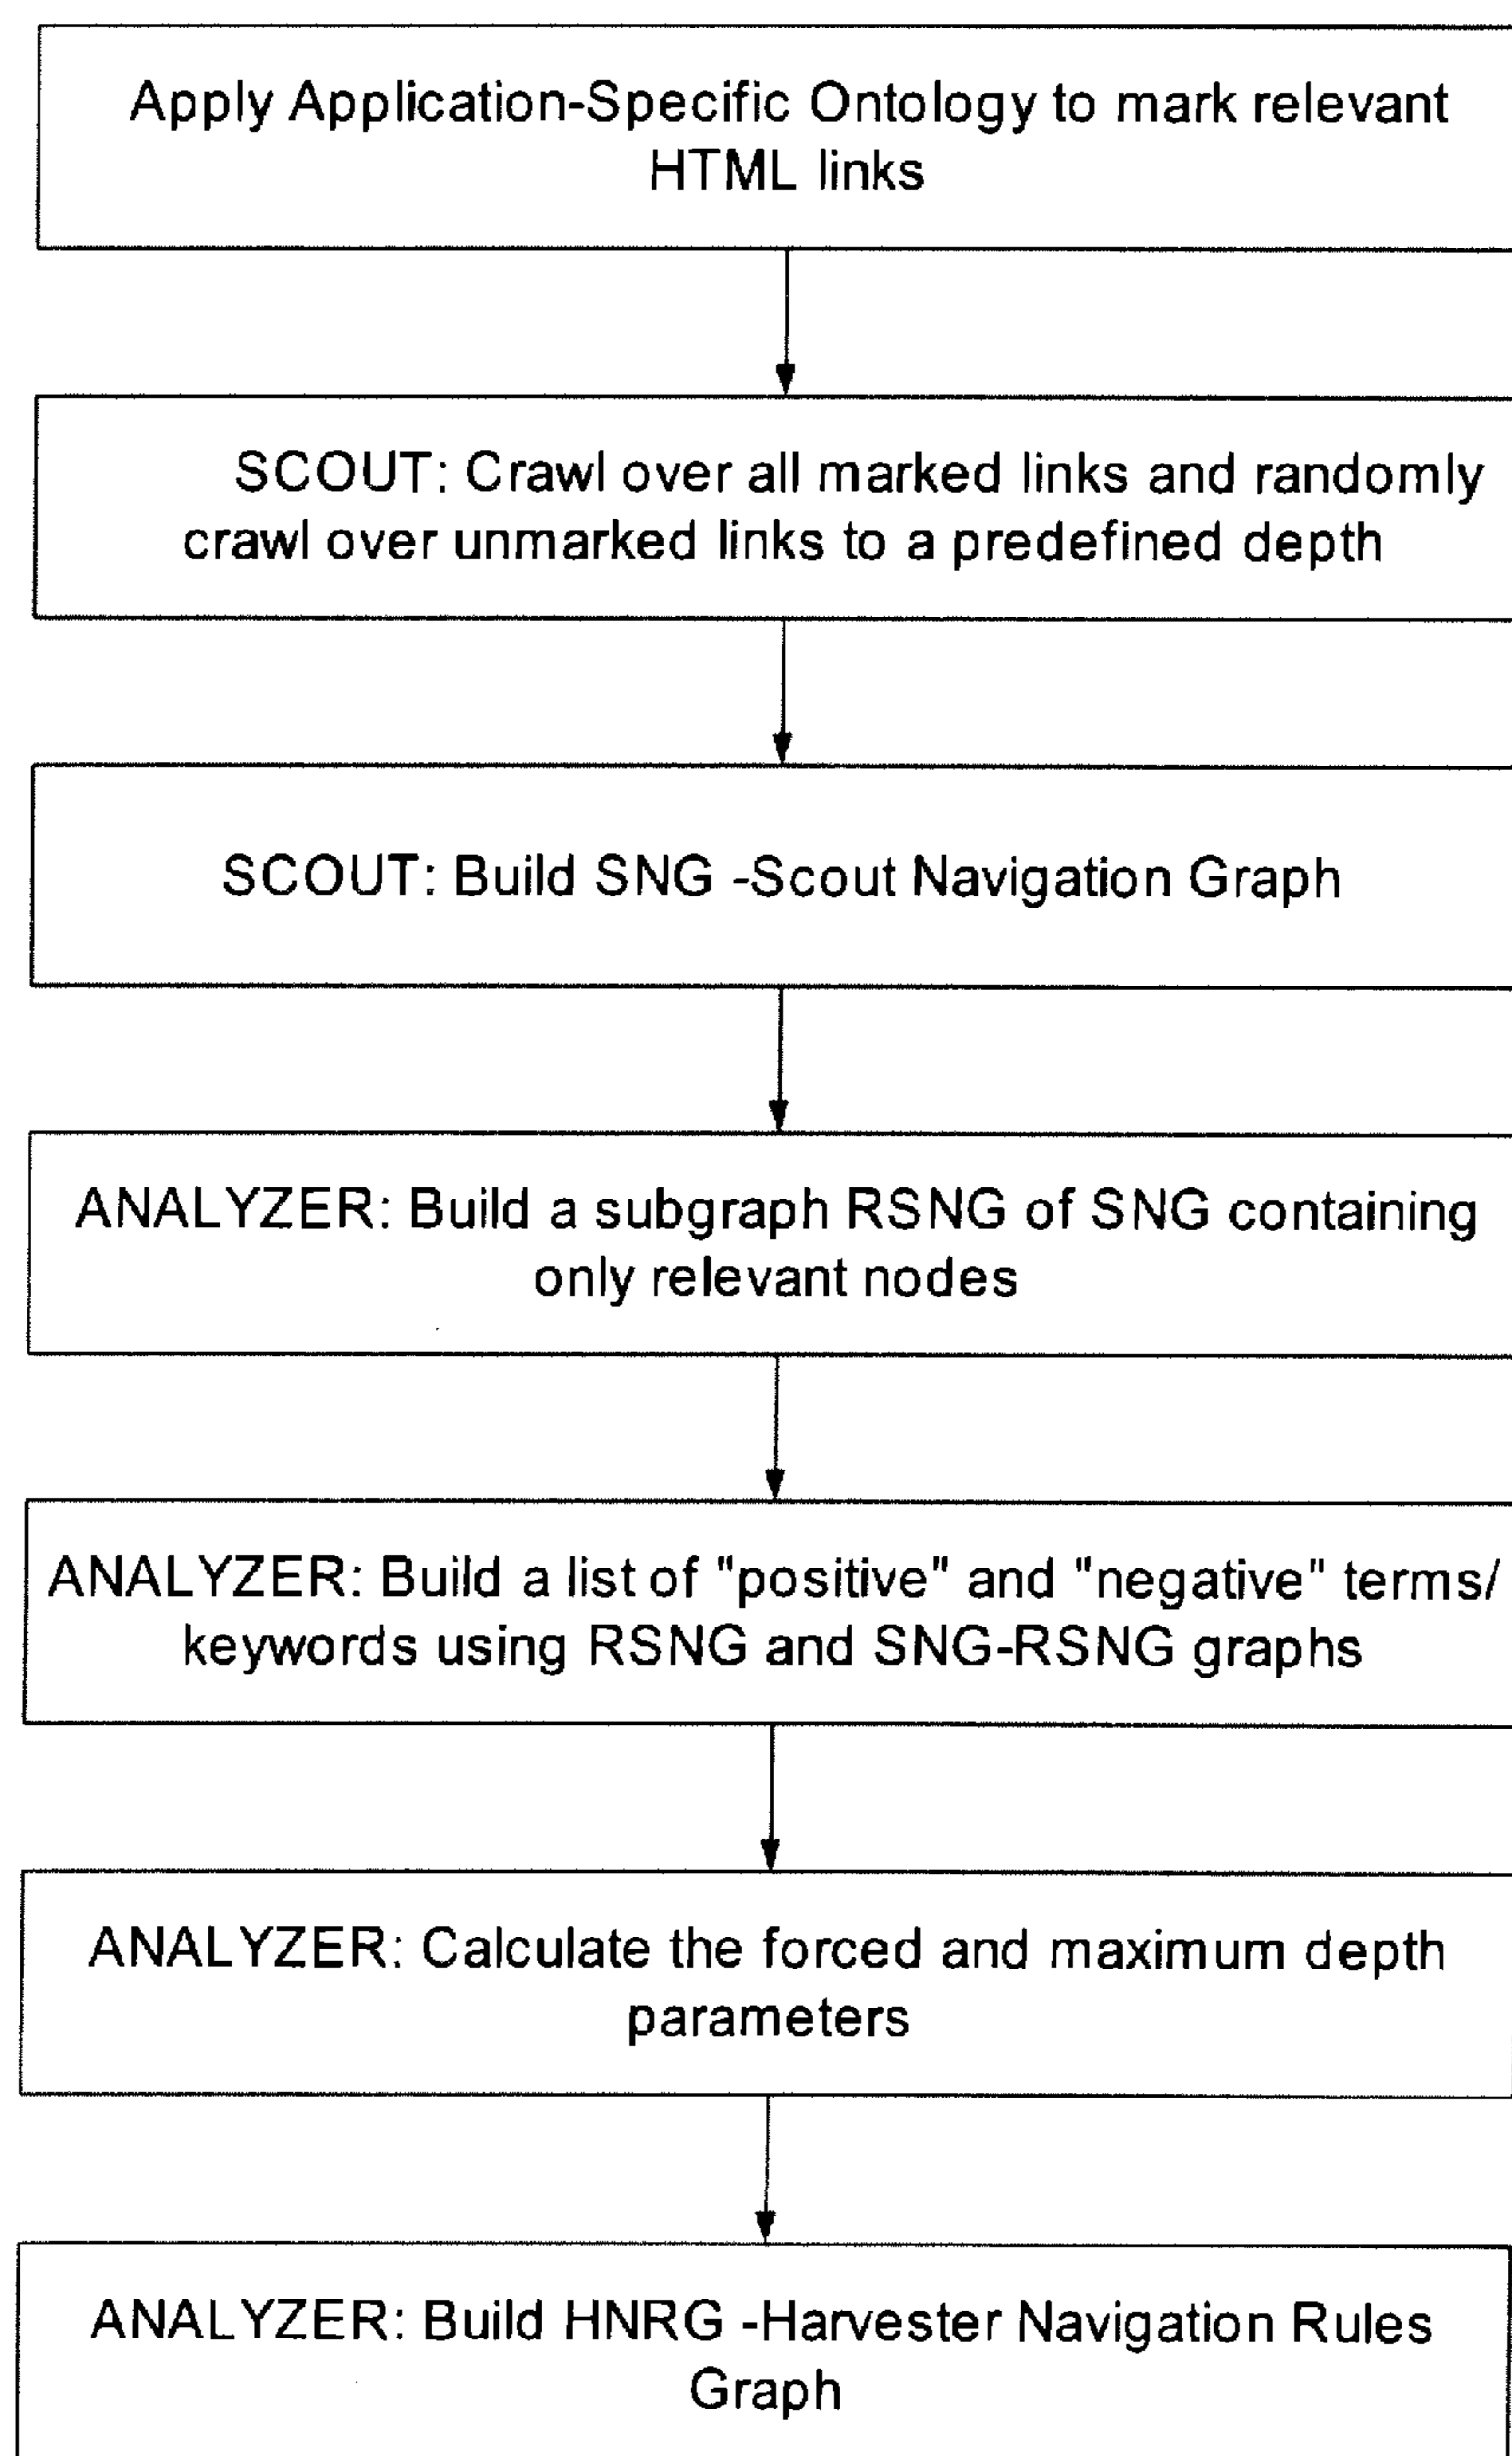 Apply Application-Specific Ontology to mark relevant
HTML links
SCOUT: Crawl over all marked links and randomly
crawl over unmarked links to a predefined depth
SCOUT: Build SNG -Scout Navigation Graph
ANALYZER: Build a subgraph RSNG of SNG containing
only relevant nodes
ANALYZER: Build a list of "positive" and "negative" terms/
keywords using RSNG and SNG-RSNG graphs
ANALYZER: Calculate the forced and maximum depth
parameters
ANALYZER: Build HNRG -Harvester Navigation Rules
Graph